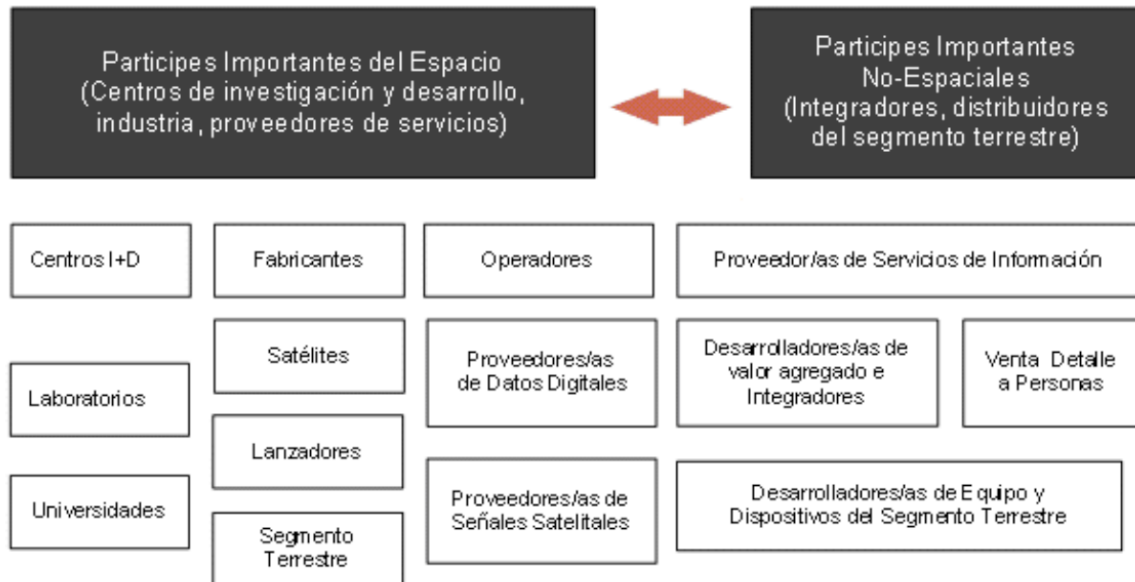 Participes Importantes del Espacio
(Centros de investigación y desarrollo,
industria, proveedores de servicios)
Participes Importantes
No-Espaciales
(Integradores, distribuidores
del segmento terrestre)
Centros I+D
Fabricantes
Operadores
Proveedor/as de Servicios de Información
Laboratorios
Universidades
Satélites
Lanzadores
Segmento
Terrestre
Proveedores/as
de Datos Digitales
Proveedores/as de
Señales Satelitales
Desarrolladores/as de
valor agregado e
Integradores
Venta Detalle
a Personas
Desarrolladores/as de Equipo y
Dispositivos del Segmento Terrestre